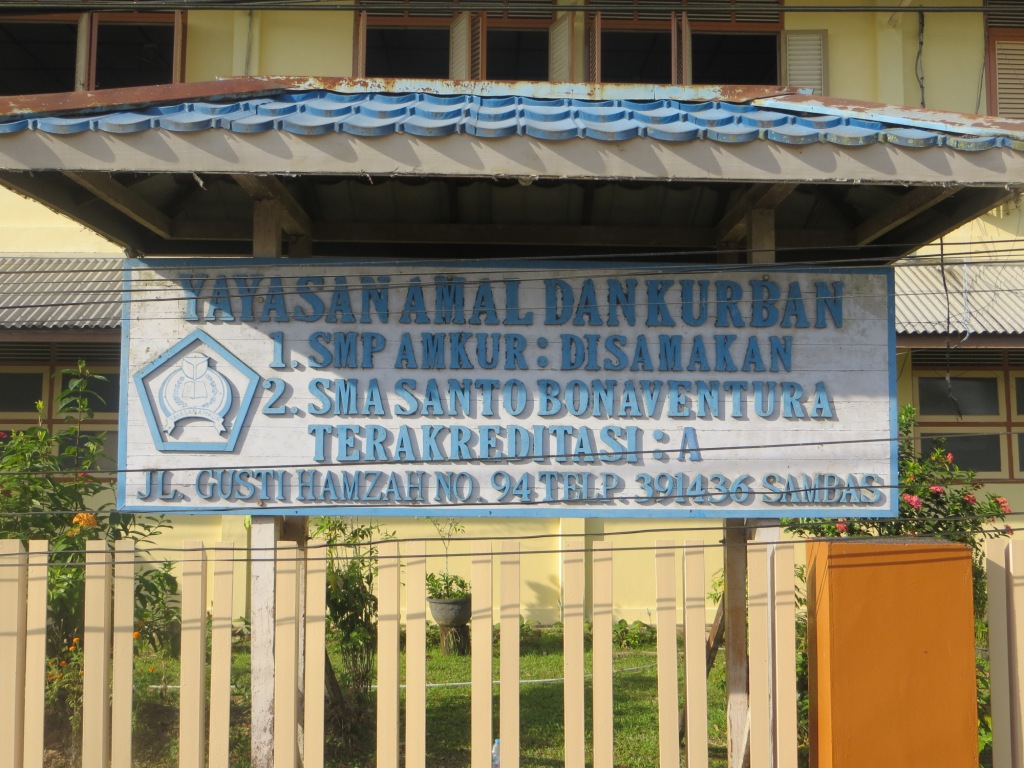 YAYASAN AMAL DAN KURBAN
1. SMP AMKUR : DISAMAKAN
2. SMA SANTO BONAVENTURA
TERAKREDITASI : A
JL. GUSTI HAMZAH NO. 94 TELP. 391436 SAMBAS